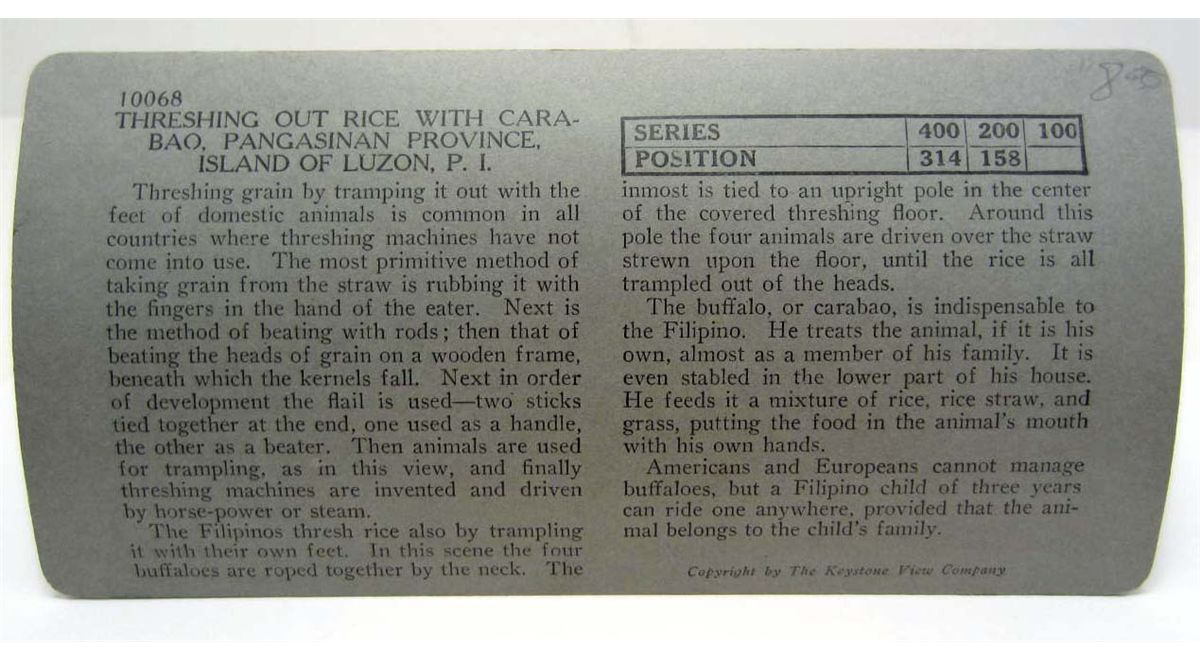 10068
THRESHING OUT RICE WITH CARA-
BAO, PANGASINAN PROVINCE,
ISLAND OF LUZON, P. I.
Threshing grain by tramping it out with the
feet of domestic animals is common in all
countries where threshing machines have not
come into use. The most primitive method of
taking grain from the straw is rubbing it with
the fingers in the hand of the eater. Next is
the method of beating with rods; then that of
beating the heads of grain on a wooden frame,
beneath which the kernels fall. Next in order
of development the flail is used—two sticks
tied together at the end, one used as a handle,
the other as a beater. Then animals are used
for trampling, as in this view, and finally
threshing machines are invented and driven
by horse-power or steam.
The Filipinos thresh rice also by trampling
it with their own feet. In this scene the four
buffaloes are roped together by the neck. The
SERIES 400 200 100
POSITION 314 158
inmost is tied to an upright pole in the center
of the covered threshing floor. Around this
pole the four animals are driven over the straw
strewn upon the floor, until the rice is all
trampled out of the heads.
The buffalo, or carabao, is indispensable to
the Filipino. He treats the animal, if it is his
own, almost as a member of his family. It is
even stabled in the lower part of his house.
He feeds it a mixture of rice, rice straw, and
grass, putting the food in the animal's mouth
with his own hands.
Americans and Europeans cannot manage
buffaloes, but a Filipino child of three years
can ride one anywhere, provided that the ani-
mal belongs to the child's family.
Copyright by The Keystone View Company